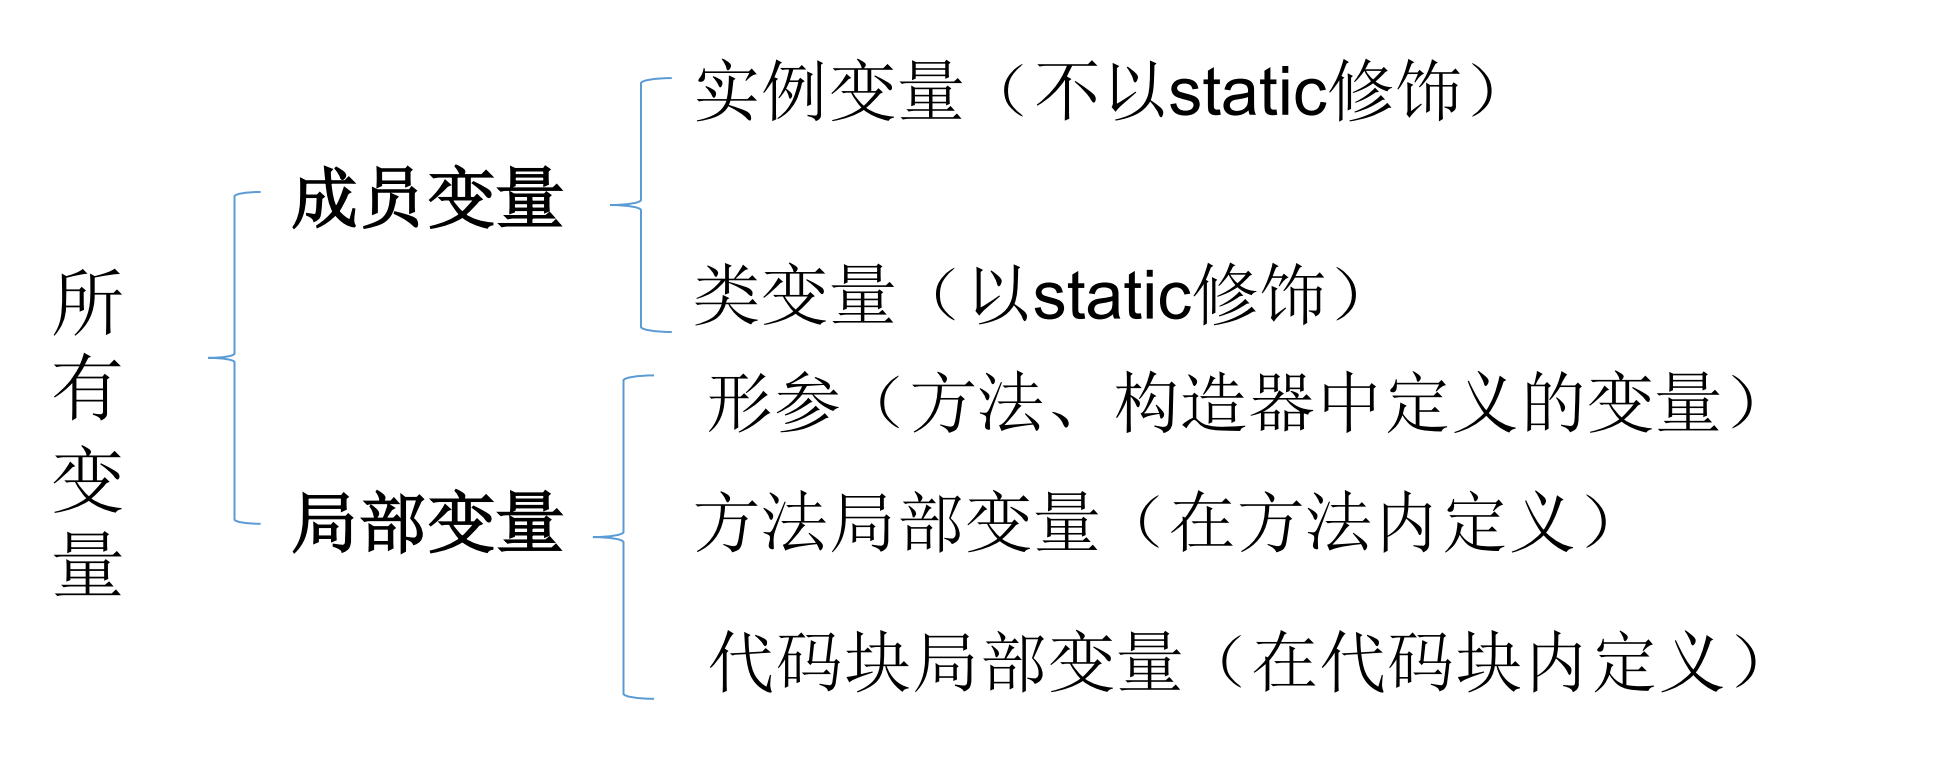 所有变量
成员变量
实例变量（不以static修饰）
类变量（以static修饰）
局部变量
形参（方法、构造器中定义的变量）
方法局部变量（在方法内定义）
代码块局部变量（在代码块内定义）